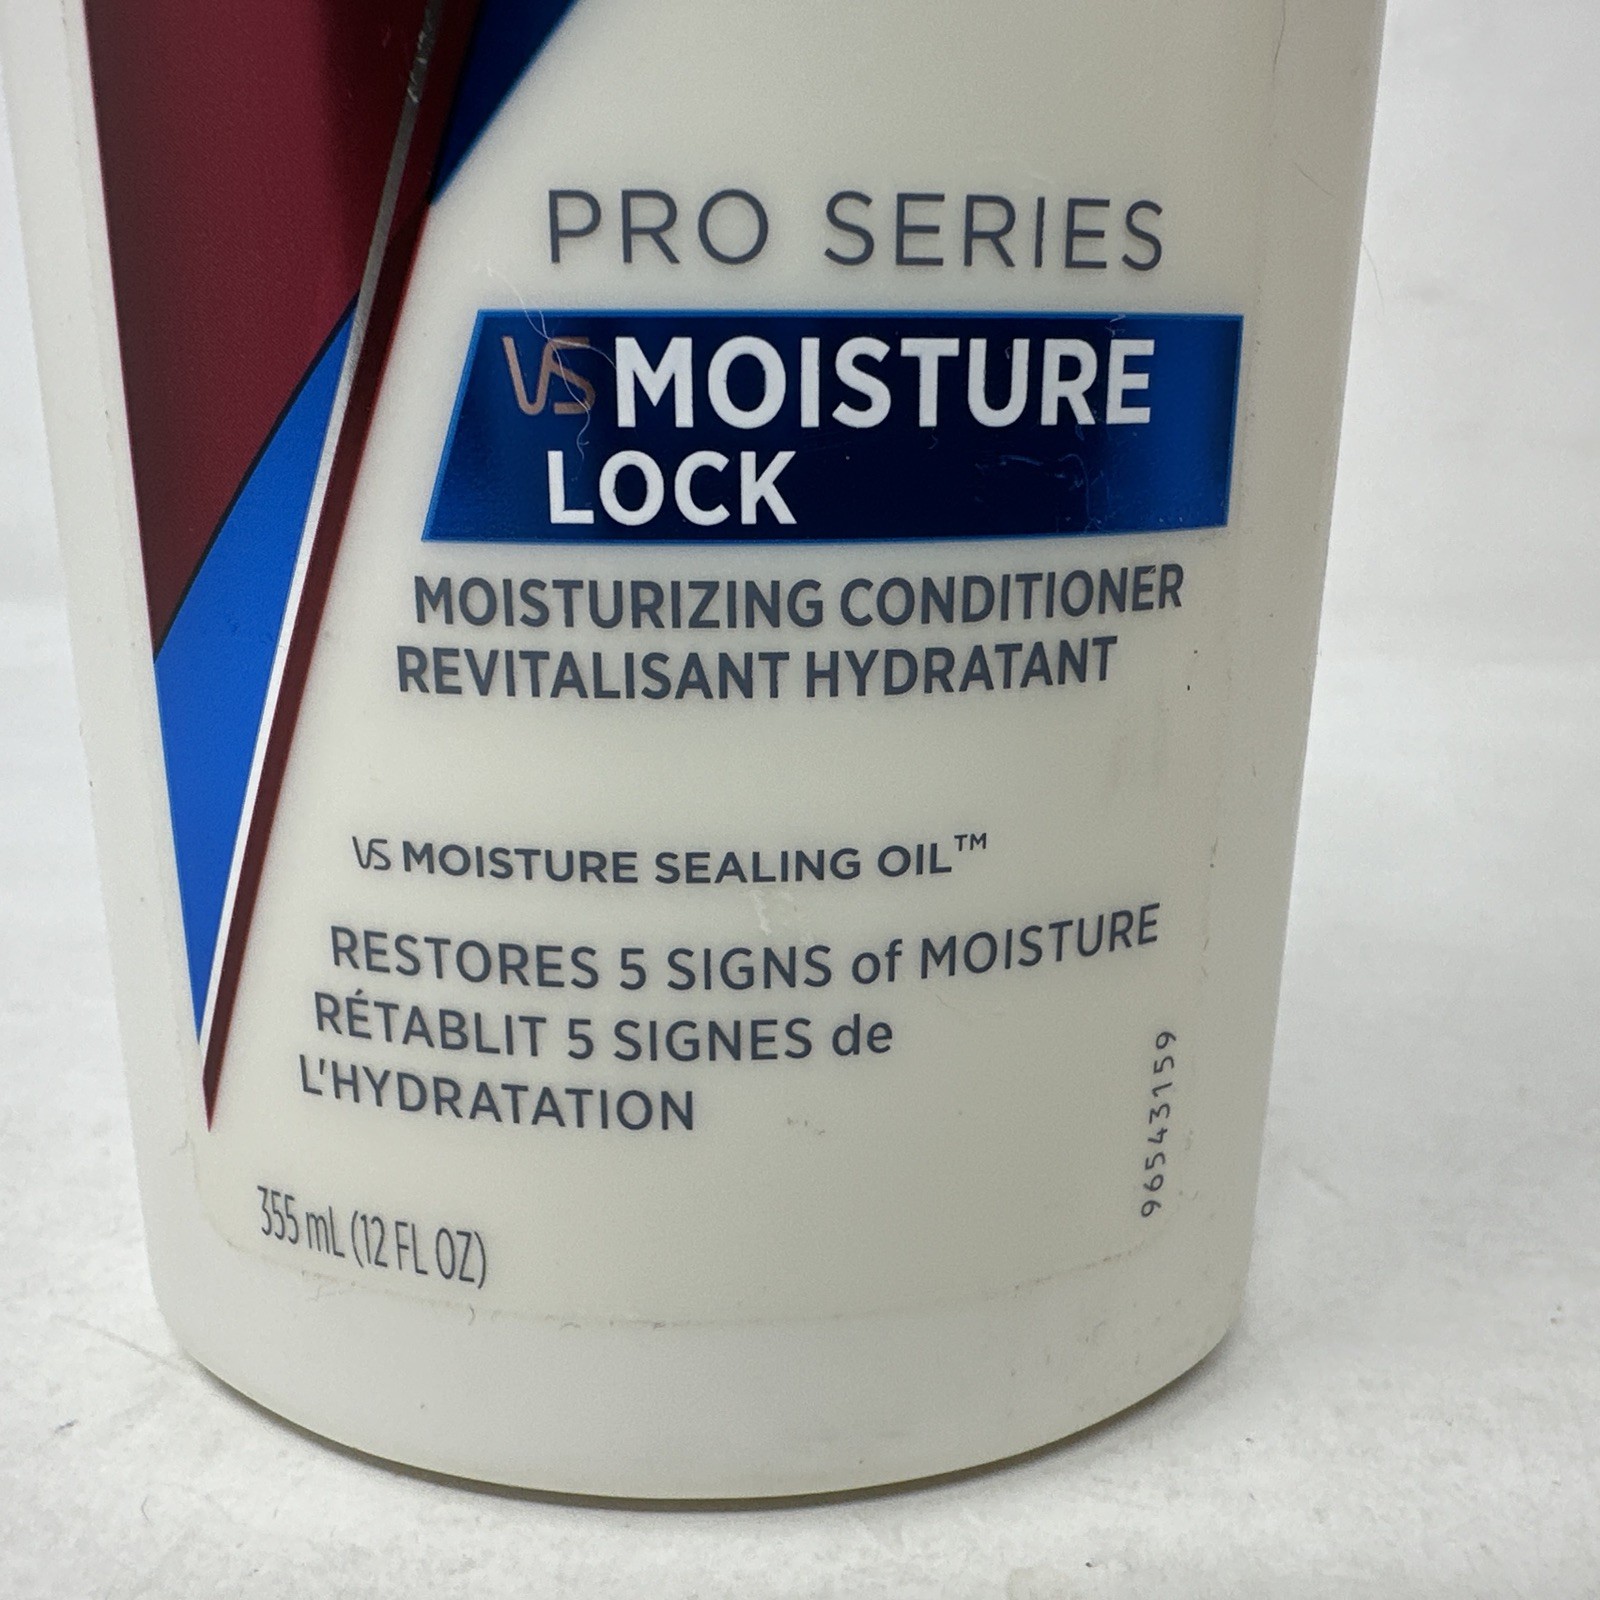 PRO SERIES
VS MOISTURE
LOCK
MOISTURIZING CONDITIONER
REVITALISANT HYDRATANT
VS MOISTURE SEALING OIL™
RESTORES 5 SIGNS of MOISTURE
RÉTABLIT 5 SIGNES de
L'HYDRATATION
96543159
355 mL (12 FL OZ)